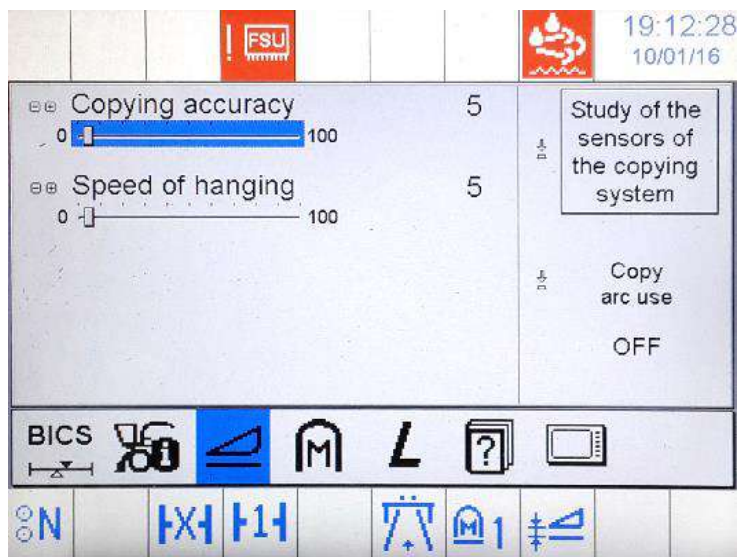 FSU
19:12:28
10/01/16
Copying accuracy 5
0 100
Speed of hanging 5
0 100
Study of the
sensors of
the copying
system
Copy
arc use
OFF
BICS
M
L
?
N
X
1
M 1